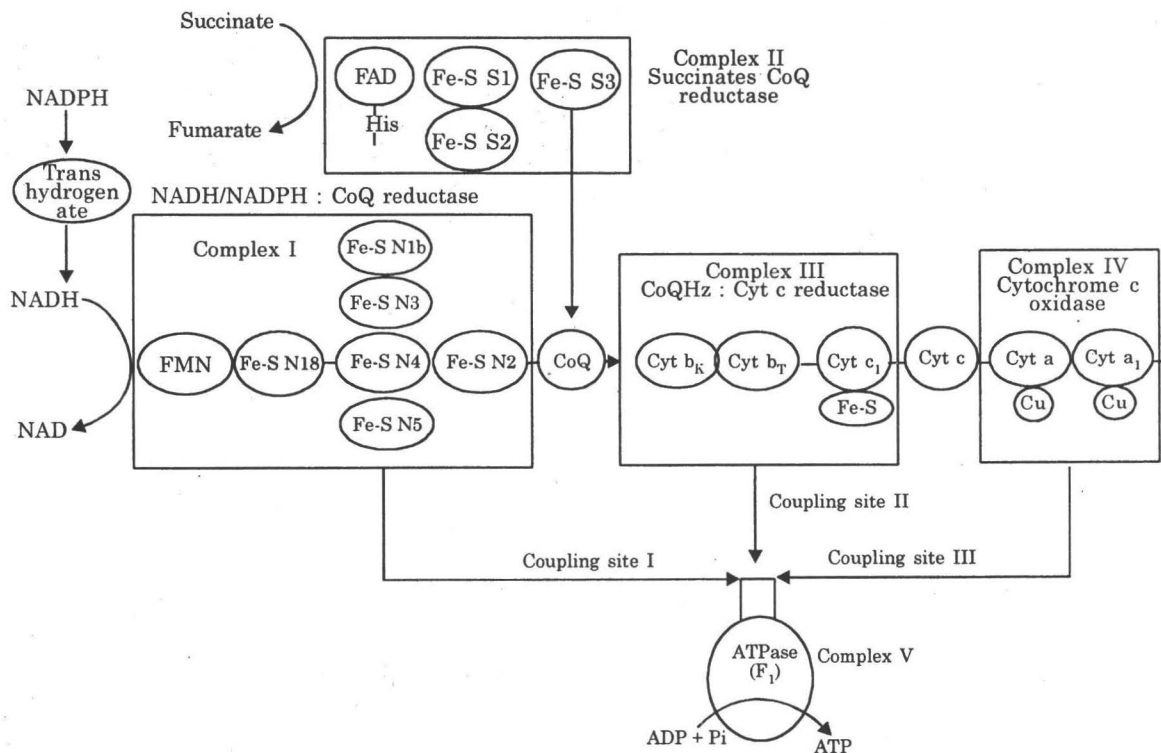 Succinate
Fumarate
FAD
His
Fe-S S1
Fe-S S2
Fe-S S3
Complex II
Succinates CoQ
reductase
NADPH
Trans
hydrogen
ate
NADH
NAD
NADH/NADPH : CoQ reductase
Complex I
Fe-S N1b
Fe-S N3
FMN
Fe-S N18
Fe-S N4
Fe-S N2
Fe-S N5
CoQ
Complex III
CoQHz : Cyt c reductase
Cyt bK
Cyt bT
Cyt c1
Fe-S
Cyt c
Complex IV
Cytochrome c
oxidase
Cyt a
Cyt a1
Cu
Cu
Coupling site I
Coupling site II
Coupling site III
ATPase
(F1)
Complex V
ADP + Pi
ATP